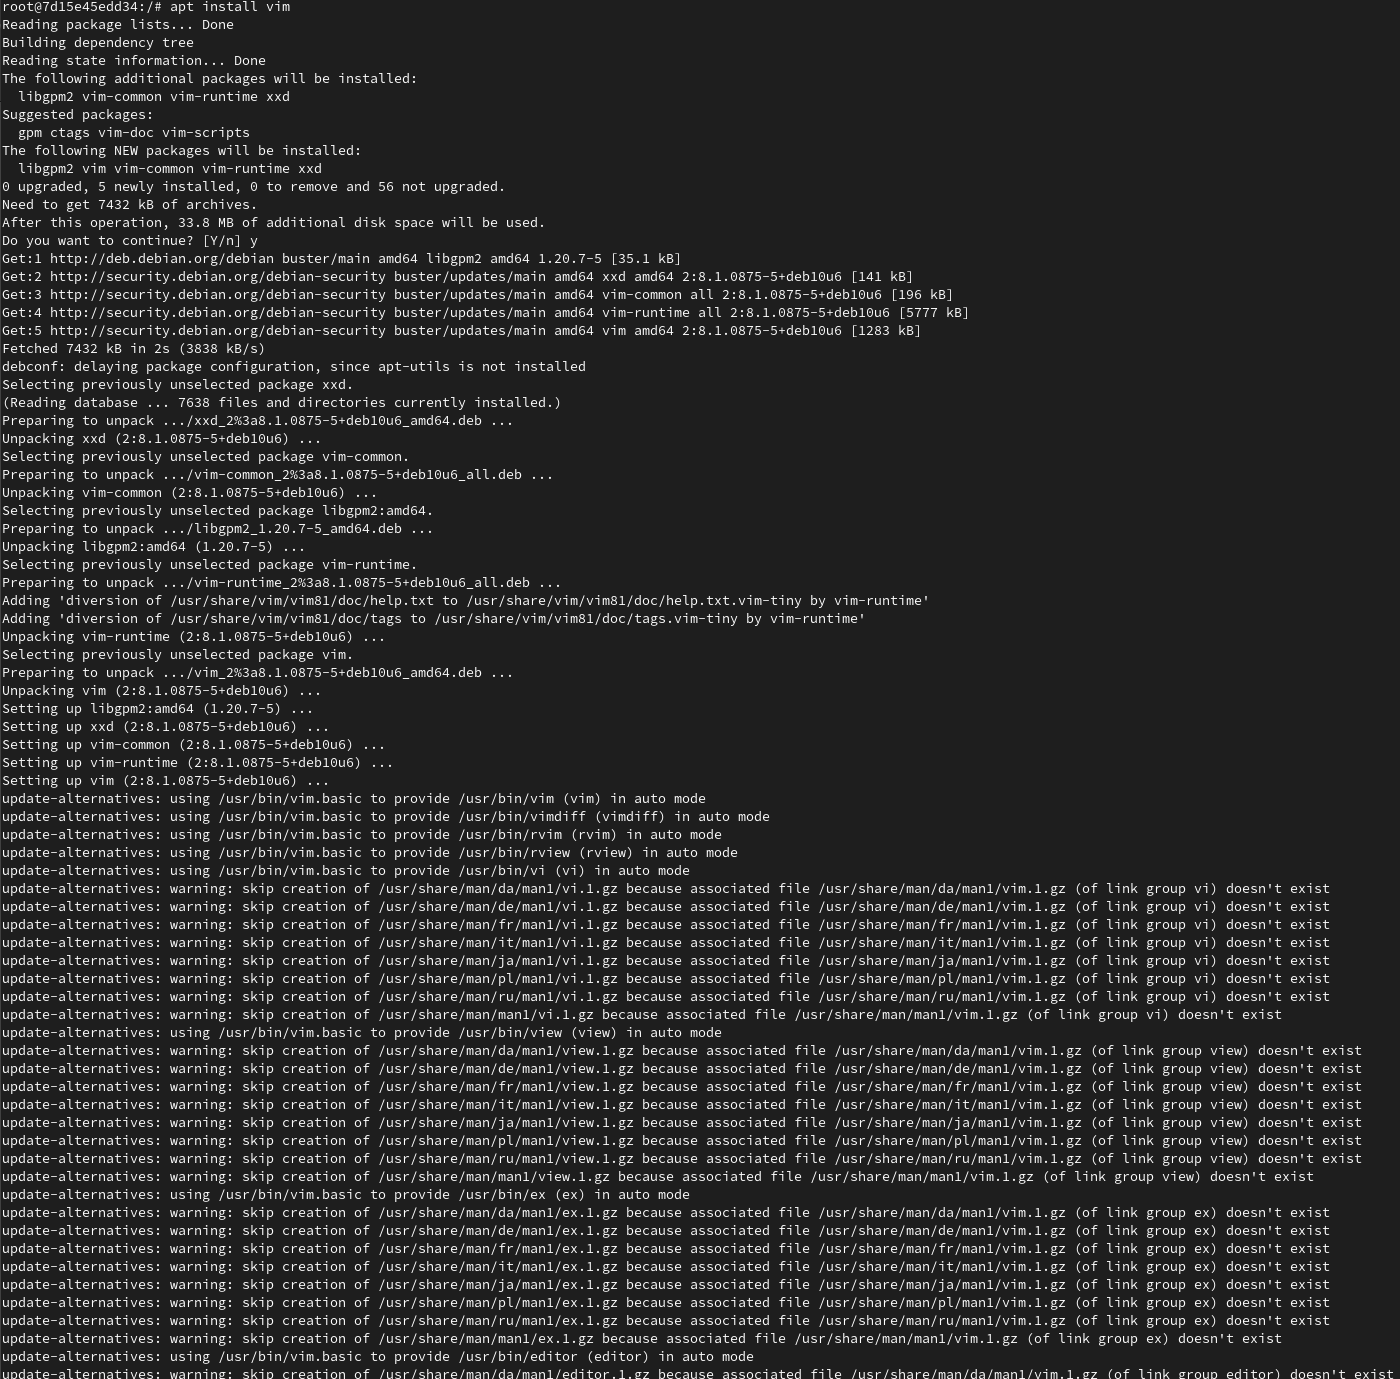 root@7d15e45edd34:/# apt install vim
Reading package lists... Done
Building dependency tree
Reading state information... Done
The following additional packages will be installed:
  libgpm2 vim-common vim-runtime xxd
Suggested packages:
  gpm ctags vim-doc vim-scripts
The following NEW packages will be installed:
  libgpm2 vim vim-common vim-runtime xxd
0 upgraded, 5 newly installed, 0 to remove and 56 not upgraded.
Need to get 7432 kB of archives.
After this operation, 33.8 MB of additional disk space will be used.
Do you want to continue? [Y/n] y
Get:1 http://deb.debian.org/debian buster/main amd64 libgpm2 amd64 1.20.7-5 [35.1 kB]
Get:2 http://security.debian.org/debian-security buster/updates/main amd64 xxd amd64 2:8.1.0875-5+deb10u6 [141 kB]
Get:3 http://security.debian.org/debian-security buster/updates/main amd64 vim-common all 2:8.1.0875-5+deb10u6 [196 kB]
Get:4 http://security.debian.org/debian-security buster/updates/main amd64 vim-runtime all 2:8.1.0875-5+deb10u6 [5777 kB]
Get:5 http://security.debian.org/debian-security buster/updates/main amd64 vim amd64 2:8.1.0875-5+deb10u6 [1283 kB]
Fetched 7432 kB in 2s (3838 kB/s)
debconf: delaying package configuration, since apt-utils is not installed
Selecting previously unselected package xxd.
(Reading database ... 7638 files and directories currently installed.)
Preparing to unpack .../xxd_2%3a8.1.0875-5+deb10u6_amd64.deb ...
Unpacking xxd (2:8.1.0875-5+deb10u6) ...
Selecting previously unselected package vim-common.
Preparing to unpack .../vim-common_2%3a8.1.0875-5+deb10u6_all.deb ...
Unpacking vim-common (2:8.1.0875-5+deb10u6) ...
Selecting previously unselected package libgpm2:amd64.
Preparing to unpack .../libgpm2_1.20.7-5_amd64.deb ...
Unpacking libgpm2:amd64 (1.20.7-5) ...
Selecting previously unselected package vim-runtime.
Preparing to unpack .../vim-runtime_2%3a8.1.0875-5+deb10u6_all.deb ...
Adding 'diversion of /usr/share/vim/vim81/doc/help.txt to /usr/share/vim/vim81/doc/help.txt.vim-tiny by vim-runtime'
Adding 'diversion of /usr/share/vim/vim81/doc/tags to /usr/share/vim/vim81/doc/tags.vim-tiny by vim-runtime'
Unpacking vim-runtime (2:8.1.0875-5+deb10u6) ...
Selecting previously unselected package vim.
Preparing to unpack .../vim_2%3a8.1.0875-5+deb10u6_amd64.deb ...
Unpacking vim (2:8.1.0875-5+deb10u6) ...
Setting up libgpm2:amd64 (1.20.7-5) ...
Setting up xxd (2:8.1.0875-5+deb10u6) ...
Setting up vim-common (2:8.1.0875-5+deb10u6) ...
Setting up vim-runtime (2:8.1.0875-5+deb10u6) ...
Setting up vim (2:8.1.0875-5+deb10u6) ...
update-alternatives: using /usr/bin/vim.basic to provide /usr/bin/vim (vim) in auto mode
update-alternatives: using /usr/bin/vim.basic to provide /usr/bin/vimdiff (vimdiff) in auto mode
update-alternatives: using /usr/bin/vim.basic to provide /usr/bin/rvim (rvim) in auto mode
update-alternatives: using /usr/bin/vim.basic to provide /usr/bin/rview (rview) in auto mode
update-alternatives: using /usr/bin/vim.basic to provide /usr/bin/vi (vi) in auto mode
update-alternatives: warning: skip creation of /usr/share/man/da/man1/vi.1.gz because associated file /usr/share/man/da/man1/vim.1.gz (of link group vi) doesn't exist
update-alternatives: warning: skip creation of /usr/share/man/de/man1/vi.1.gz because associated file /usr/share/man/de/man1/vim.1.gz (of link group vi) doesn't exist
update-alternatives: warning: skip creation of /usr/share/man/fr/man1/vi.1.gz because associated file /usr/share/man/fr/man1/vim.1.gz (of link group vi) doesn't exist
update-alternatives: warning: skip creation of /usr/share/man/it/man1/vi.1.gz because associated file /usr/share/man/it/man1/vim.1.gz (of link group vi) doesn't exist
update-alternatives: warning: skip creation of /usr/share/man/ja/man1/vi.1.gz because associated file /usr/share/man/ja/man1/vim.1.gz (of link group vi) doesn't exist
update-alternatives: warning: skip creation of /usr/share/man/pl/man1/vi.1.gz because associated file /usr/share/man/pl/man1/vim.1.gz (of link group vi) doesn't exist
update-alternatives: warning: skip creation of /usr/share/man/ru/man1/vi.1.gz because associated file /usr/share/man/ru/man1/vim.1.gz (of link group vi) doesn't exist
update-alternatives: warning: skip creation of /usr/share/man/man1/vi.1.gz because associated file /usr/share/man/man1/vim.1.gz (of link group vi) doesn't exist
update-alternatives: using /usr/bin/vim.basic to provide /usr/bin/view (view) in auto mode
update-alternatives: warning: skip creation of /usr/share/man/da/man1/view.1.gz because associated file /usr/share/man/da/man1/vim.1.gz (of link group view) doesn't exist
update-alternatives: warning: skip creation of /usr/share/man/de/man1/view.1.gz because associated file /usr/share/man/de/man1/vim.1.gz (of link group view) doesn't exist
update-alternatives: warning: skip creation of /usr/share/man/fr/man1/view.1.gz because associated file /usr/share/man/fr/man1/vim.1.gz (of link group view) doesn't exist
update-alternatives: warning: skip creation of /usr/share/man/it/man1/view.1.gz because associated file /usr/share/man/it/man1/vim.1.gz (of link group view) doesn't exist
update-alternatives: warning: skip creation of /usr/share/man/ja/man1/view.1.gz because associated file /usr/share/man/ja/man1/vim.1.gz (of link group view) doesn't exist
update-alternatives: warning: skip creation of /usr/share/man/pl/man1/view.1.gz because associated file /usr/share/man/pl/man1/vim.1.gz (of link group view) doesn't exist
update-alternatives: warning: skip creation of /usr/share/man/ru/man1/view.1.gz because associated file /usr/share/man/ru/man1/vim.1.gz (of link group view) doesn't exist
update-alternatives: warning: skip creation of /usr/share/man/man1/view.1.gz because associated file /usr/share/man/man1/vim.1.gz (of link group view) doesn't exist
update-alternatives: using /usr/bin/vim.basic to provide /usr/bin/ex (ex) in auto mode
update-alternatives: warning: skip creation of /usr/share/man/da/man1/ex.1.gz because associated file /usr/share/man/da/man1/vim.1.gz (of link group ex) doesn't exist
update-alternatives: warning: skip creation of /usr/share/man/de/man1/ex.1.gz because associated file /usr/share/man/de/man1/vim.1.gz (of link group ex) doesn't exist
update-alternatives: warning: skip creation of /usr/share/man/fr/man1/ex.1.gz because associated file /usr/share/man/fr/man1/vim.1.gz (of link group ex) doesn't exist
update-alternatives: warning: skip creation of /usr/share/man/it/man1/ex.1.gz because associated file /usr/share/man/it/man1/vim.1.gz (of link group ex) doesn't exist
update-alternatives: warning: skip creation of /usr/share/man/ja/man1/ex.1.gz because associated file /usr/share/man/ja/man1/vim.1.gz (of link group ex) doesn't exist
update-alternatives: warning: skip creation of /usr/share/man/pl/man1/ex.1.gz because associated file /usr/share/man/pl/man1/vim.1.gz (of link group ex) doesn't exist
update-alternatives: warning: skip creation of /usr/share/man/ru/man1/ex.1.gz because associated file /usr/share/man/ru/man1/vim.1.gz (of link group ex) doesn't exist
update-alternatives: warning: skip creation of /usr/share/man/man1/ex.1.gz because associated file /usr/share/man/man1/vim.1.gz (of link group ex) doesn't exist
update-alternatives: using /usr/bin/vim.basic to provide /usr/bin/editor (editor) in auto mode
update-alternatives: warning: skip creation of /usr/share/man/da/man1/editor.1.gz because associated file /usr/share/man/da/man1/vim.1.gz (of link group editor) doesn't exist